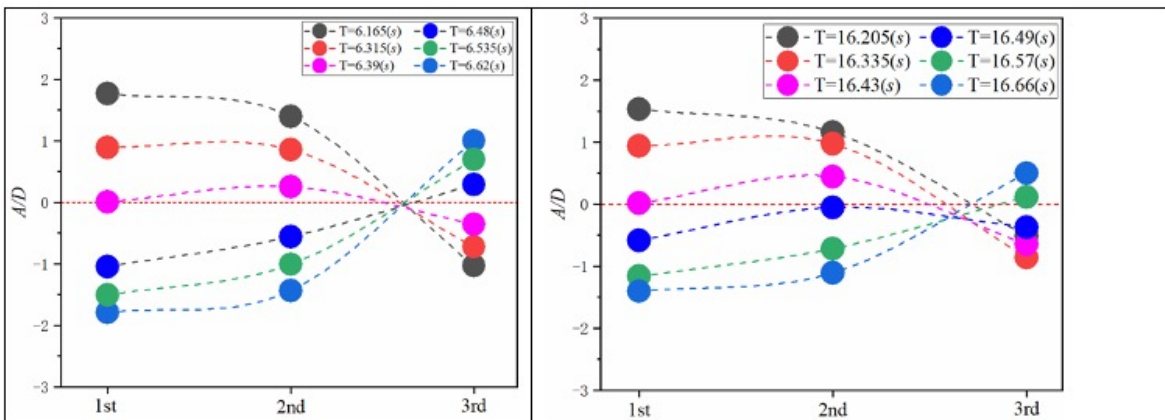 3
T=6.165(s) T=6.48(s)
T=6.315(s) T=6.535(s)
T=6.39(s) T=6.62(s)
2
1
A/D
0
−1
−2
−3
1st 2nd 3rd
3
T=16.205(s) T=16.49(s)
T=16.335(s) T=16.57(s)
T=16.43(s) T=16.66(s)
2
1
A/D
0
−1
−2
−3
1st 2nd 3rd